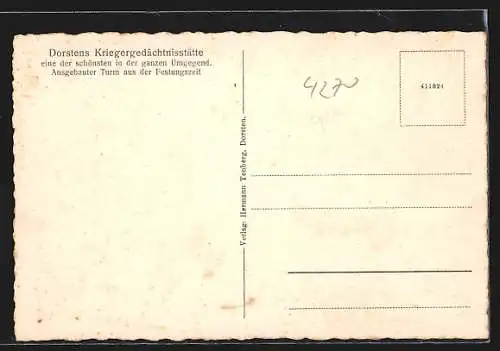 Dorstens Kriegergedächtnisstätte
eine der schönsten in der ganzen Umgegend.
Ausgebauter Turm aus der Festungszeit
4270
411824
Verlag: Hermann Tenberg, Dorsten.